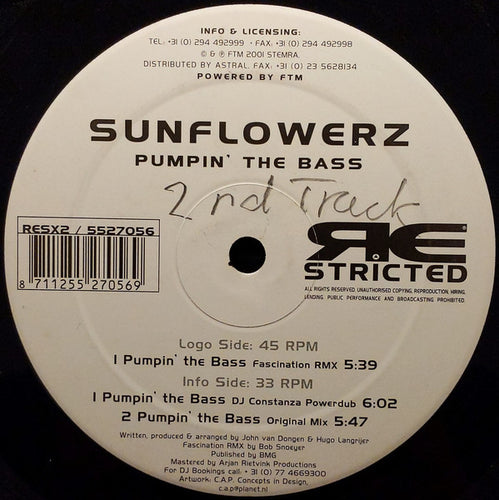 INFO & LICENSING:
TEL: +31 (0) 294 492999 • FAX: +31 (0) 294 492998
© & ℗ FTM 2001 STEMRA.
DISTRIBUTED BY ASTRAL. FAX: +31 (0) 23 5628134
POWERED BY FTM
SUNFLOWERZ
PUMPIN' THE BASS
2nd Track
RESX2 / 5527056
8 711255 270569
RE
STRICTED
ALL RIGHTS RESERVED. UNAUTHORISED COPYING, REPRODUCTION, HIRING,
LENDING, PUBLIC PERFORMANCE AND BROADCASTING PROHIBITED.
Logo Side: 45 RPM
1 Pumpin' the Bass Fascination RMX 5:39
Info Side: 33 RPM
1 Pumpin' the Bass DJ Constanza Powerdub 6:02
2 Pumpin' the Bass Original Mix 5:47
Written, produced & arranged by John van Dongen & Hugo Langrijer
Fascination RMX by Bob Snoeyer
Published by BMG
Mastered by Arjan Rietvink Productions
For DJ Bookings call: + 31 (0) 77 4669300
Artwork: C.A.P. Concepts in Design.
c.a.p@planet.nl